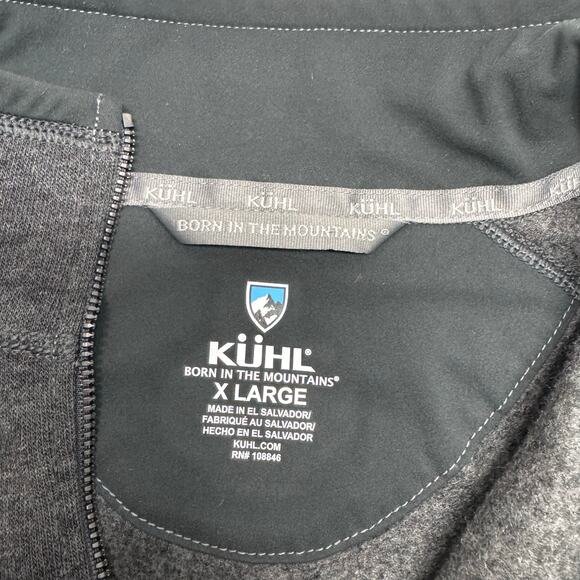 KÜHL KÜHL KÜHL KÜHL
BORN IN THE MOUNTAINS®
KÜHL®
BORN IN THE MOUNTAINS®
X LARGE
MADE IN EL SALVADOR/
FABRIQUÉ AU SALVADOR/
HECHO EN EL SALVADOR
KUHL.COM
RN# 108846